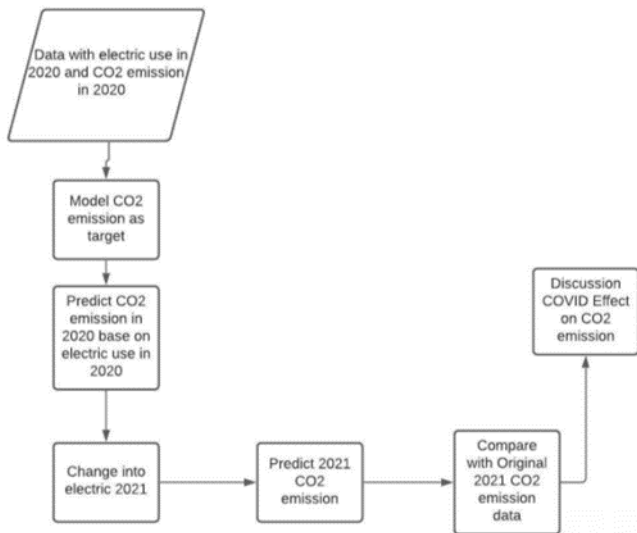 Data with electric use in
2020 and CO2 emission
in 2020
Model CO2
emission as
target
Predict CO2
emission in
2020 base on
electric use in
2020
Change into
electric 2021
Predict 2021
CO2
emission
Compare
with Original
2021 CO2
emission
data
Discussion
COVID Effect
on CO2
emission